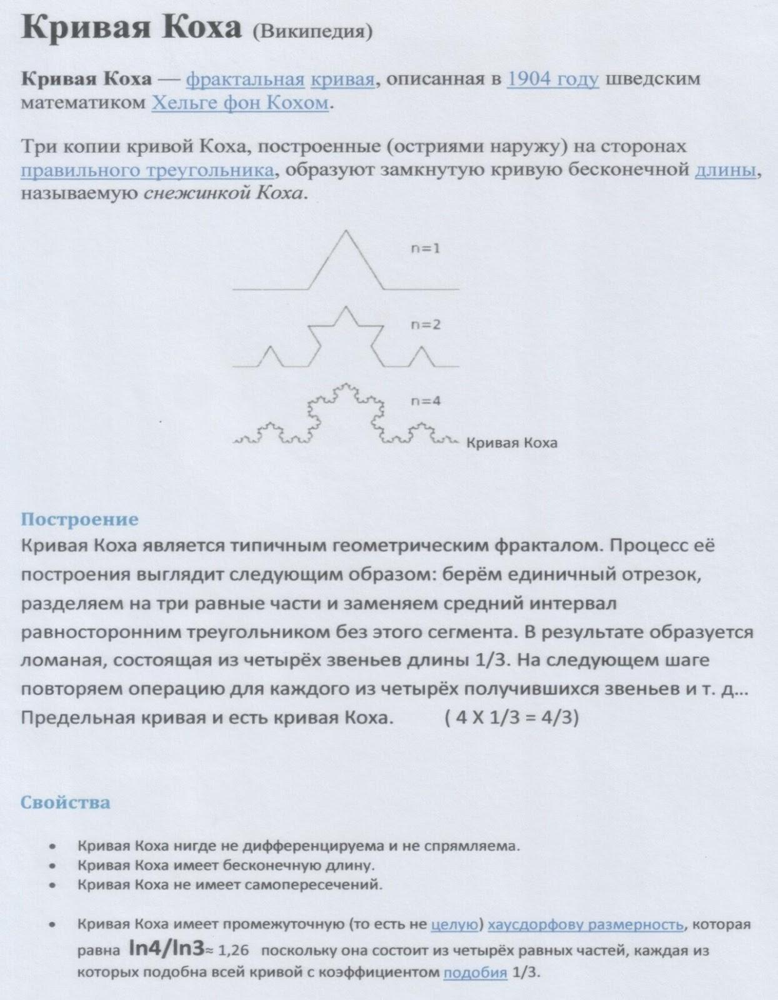 Кривая Коха (Википедия)
Кривая Коха — фрактальная кривая, описанная в 1904 году шведским
математиком Хельге фон Кохом.
Три копии кривой Коха, построенные (остриями наружу) на сторонах
правильного треугольника, образуют замкнутую кривую бесконечной длины,
называемую снежинкой Коха.
n=1
n=2
n=4
Кривая Коха
Построение
Кривая Коха является типичным геометрическим фракталом. Процесс её
построения выглядит следующим образом: берём единичный отрезок,
разделяем на три равные части и заменяем средний интервал
равносторонним треугольником без этого сегмента. В результате образуется
ломаная, состоящая из четырёх звеньев длины 1/3. На следующем шаге
повторяем операцию для каждого из четырёх получившихся звеньев и т. д...
Предельная кривая и есть кривая Коха. ( 4 X 1/3 = 4/3)
Свойства
• Кривая Коха нигде не дифференцируема и не спрямляема.
• Кривая Коха имеет бесконечную длину.
• Кривая Коха не имеет самопересечений.
• Кривая Коха имеет промежуточную (то есть не целую) хаусдорфову размерность, которая
равна ln4/ln3≈ 1,26 поскольку она состоит из четырёх равных частей, каждая из
которых подобна всей кривой с коэффициентом подобия 1/3.